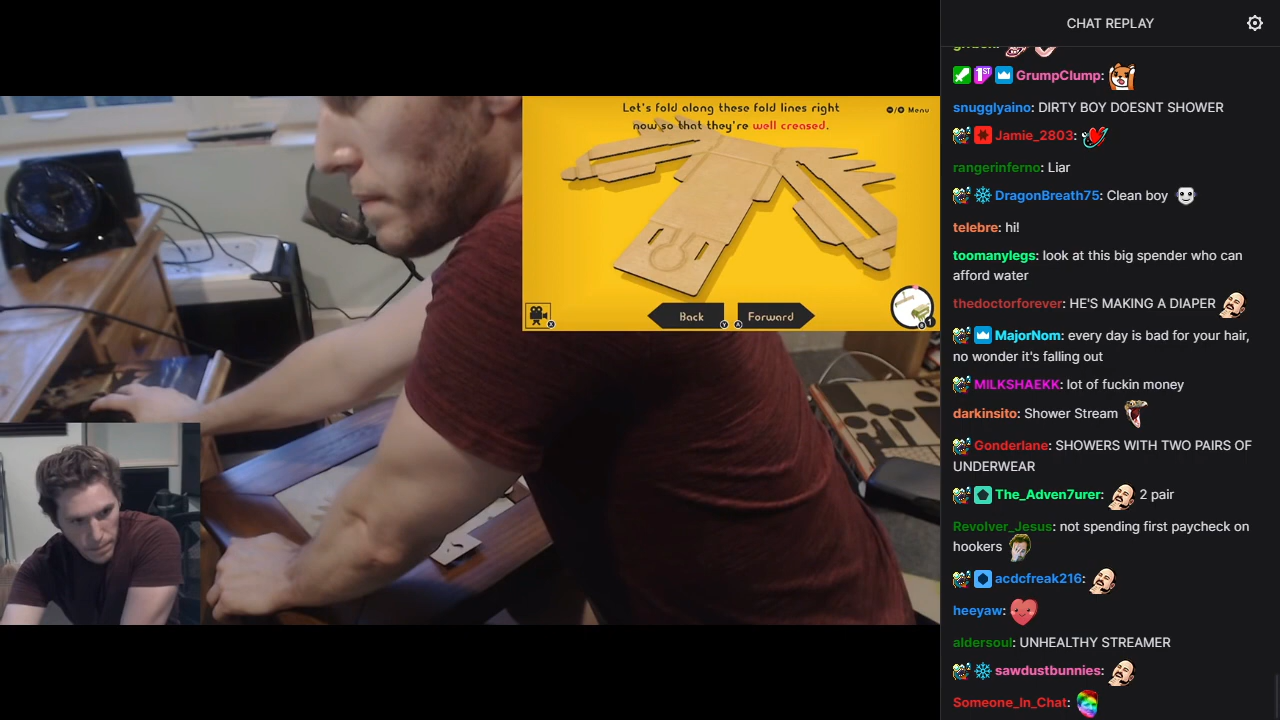 Let's fold along these fold lines right
now so that they're well creased.
Menu
Back
Forward
CHAT REPLAY
GrumpClump:
snugglyaino: DIRTY BOY DOESNT SHOWER
Jamie_2803:
rangerinferno: Liar
DragonBreath75: Clean boy
telebre: hi!
toomanylegs: look at this big spender who can
afford water
thedoctorforever: HE'S MAKING A DIAPER
MajorNom: every day is bad for your hair,
no wonder it's falling out
MILKSHAEKK: lot of fuckin money
darkinsito: Shower Stream
Gonderlane: SHOWERS WITH TWO PAIRS OF
UNDERWEAR
The_Adven7urer: 2 pair
Revolver_Jesus: not spending first paycheck on
hookers
acdcfreak216:
heeyaw:
aldersoul: UNHEALTHY STREAMER
sawdustbunnies:
Someone_In_Chat: